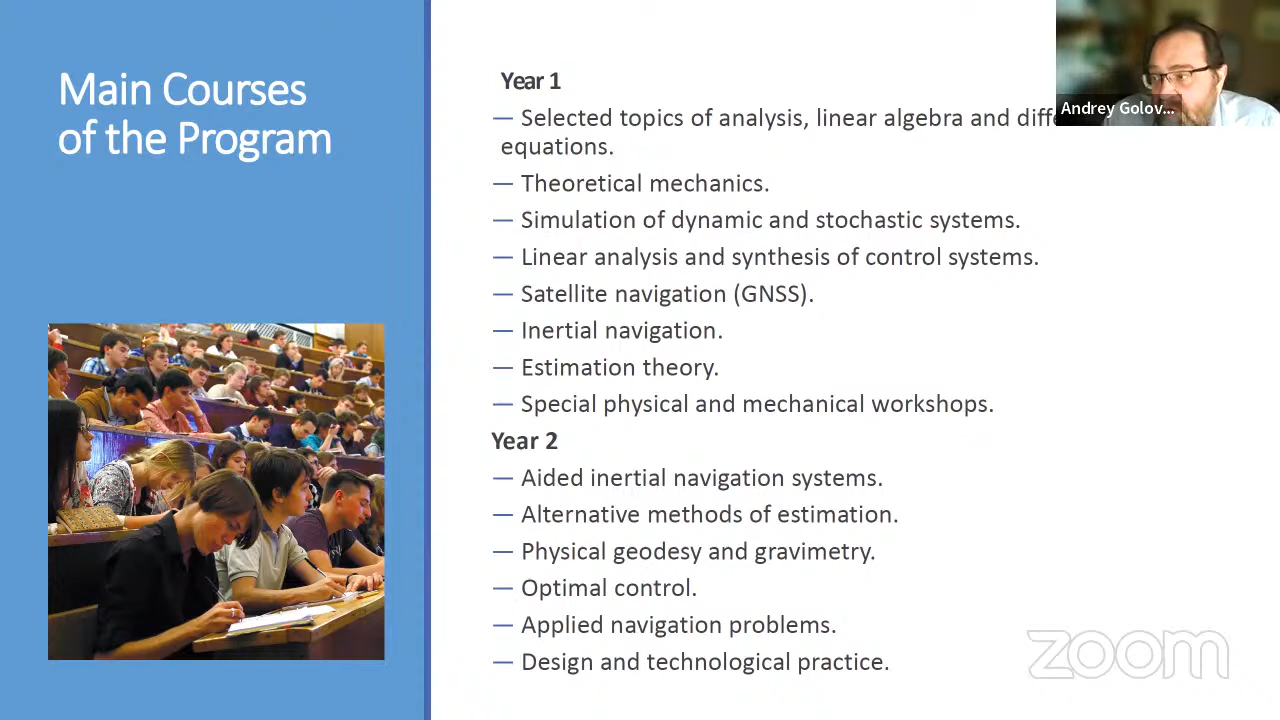 Main Courses
of the Program
Year 1
— Selected topics of analysis, linear algebra and
equations.
— Theoretical mechanics.
— Simulation of dynamic and stochastic systems.
— Linear analysis and synthesis of control systems.
— Satellite navigation (GNSS).
— Inertial navigation.
— Estimation theory.
— Special physical and mechanical workshops.
Year 2
— Aided inertial navigation systems.
— Alternative methods of estimation.
— Physical geodesy and gravimetry.
— Optimal control.
— Applied navigation problems.
— Design and technological practice.
Andrey Golov...
zoom